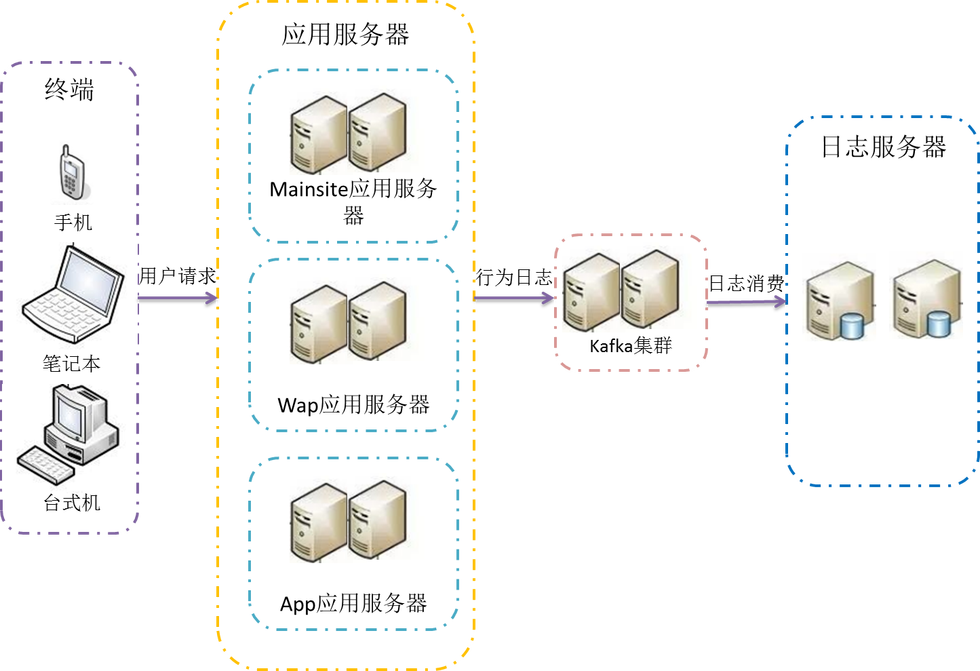 终端
手机
笔记本
台式机
用户请求
应用服务器
Mainsite应用服务
器
Wap应用服务器
App应用服务器
行为日志
Kafka集群
日志消费
日志服务器